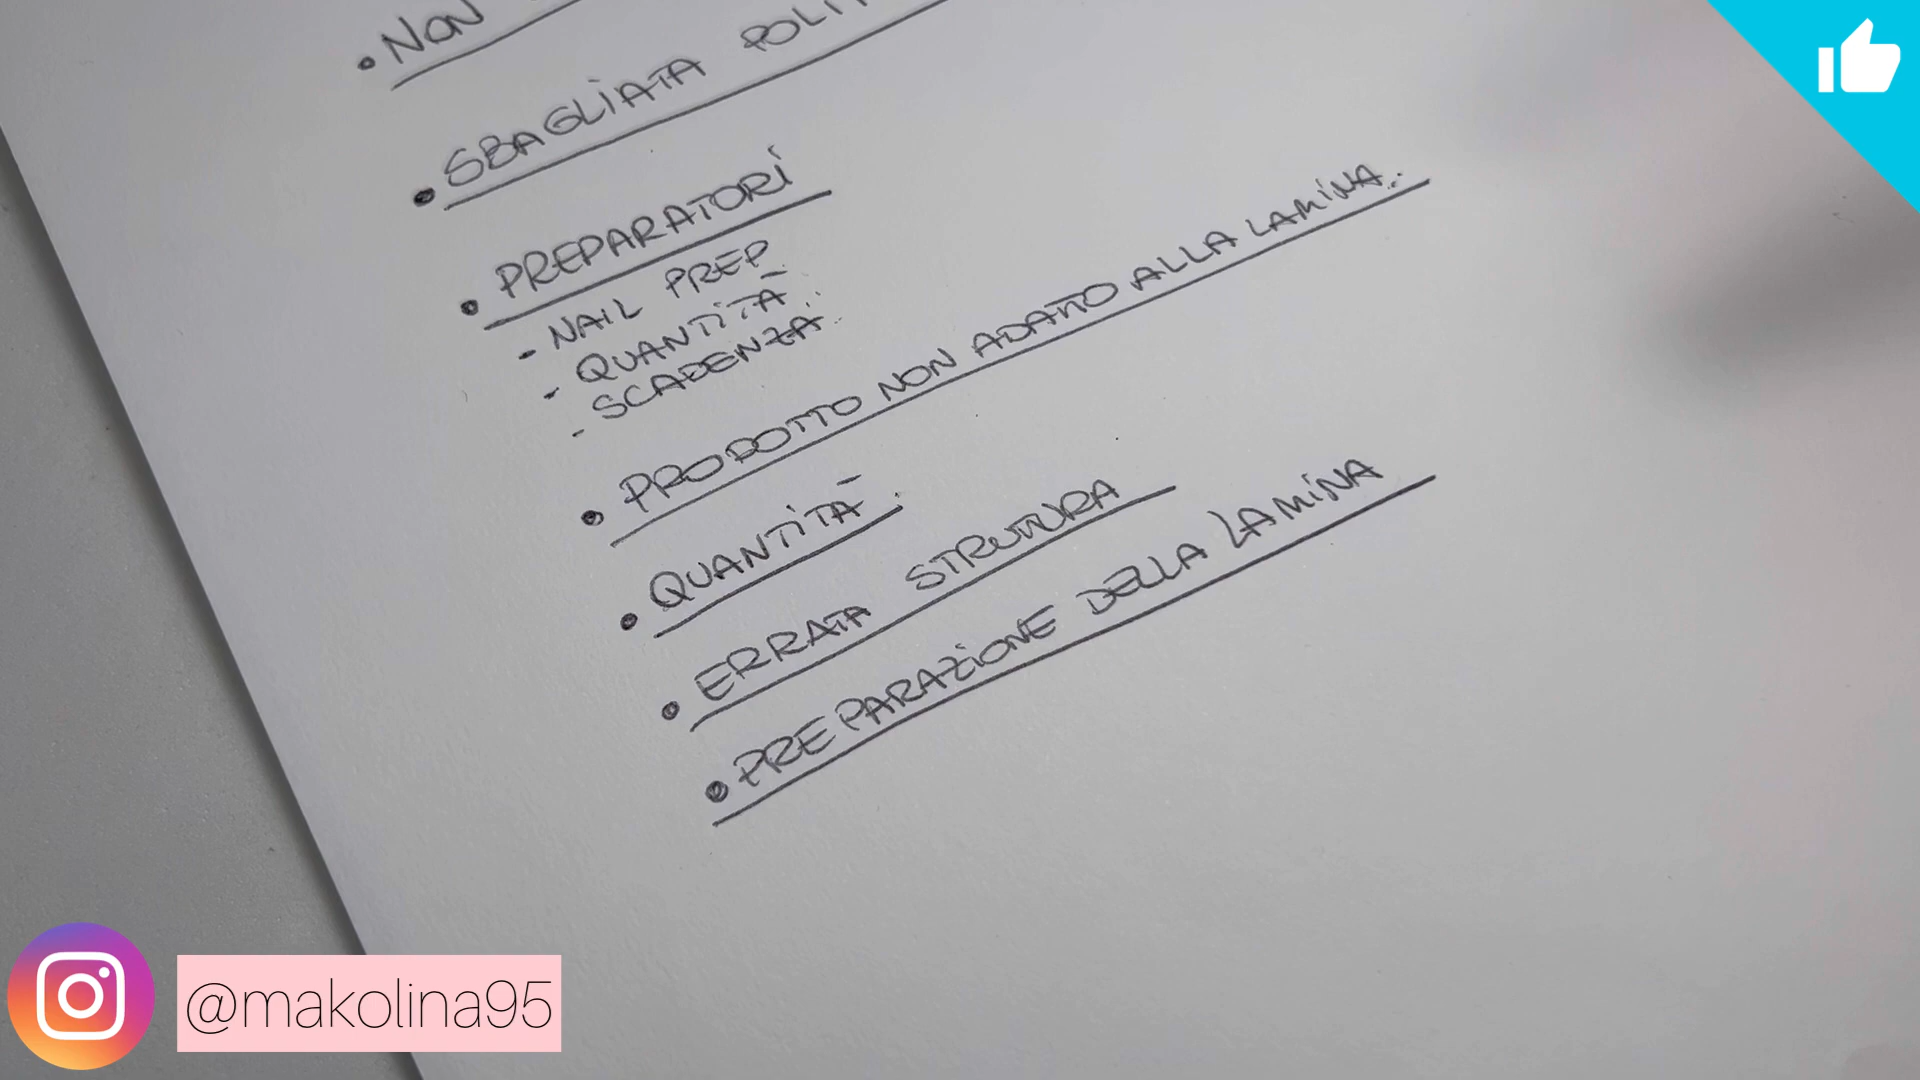 • NON
• SBAGLIATA
• PREPARATORI
- NAIL PREP
- QUANTITÀ
- SCADENZA..
• PRODOTTO NON ADATTO ALLA LAMINA..
• QUANTITÀ
• ERRATA STRUTTURA
• PREPARAZIONE DELLA LAMINA
@makolina95